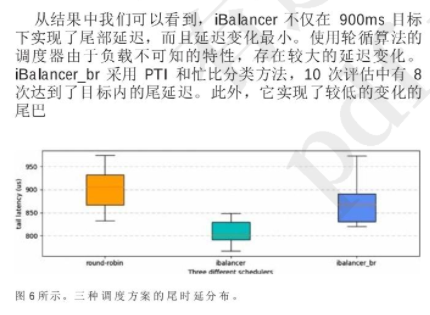 从结果中我们可以看到，iBalancer 不仅在 900ms 目标
下实现了尾部延迟，而且延迟变化最小。使用轮循算法的
调度器由于负载不可知的特性，存在较大的延迟变化。
iBalancer_br 采用 PTI 和忙比分类方法，10 次评估中有 8
次达到了目标内的尾延迟。此外，它实现了较低的变化的
尾巴
950
900
850
800
tail latency (us)
round-robin
ibalancer
ibalancer_br
Three different schedulers
图 6 所示。三种调度方案的尾时延分布。
pdf